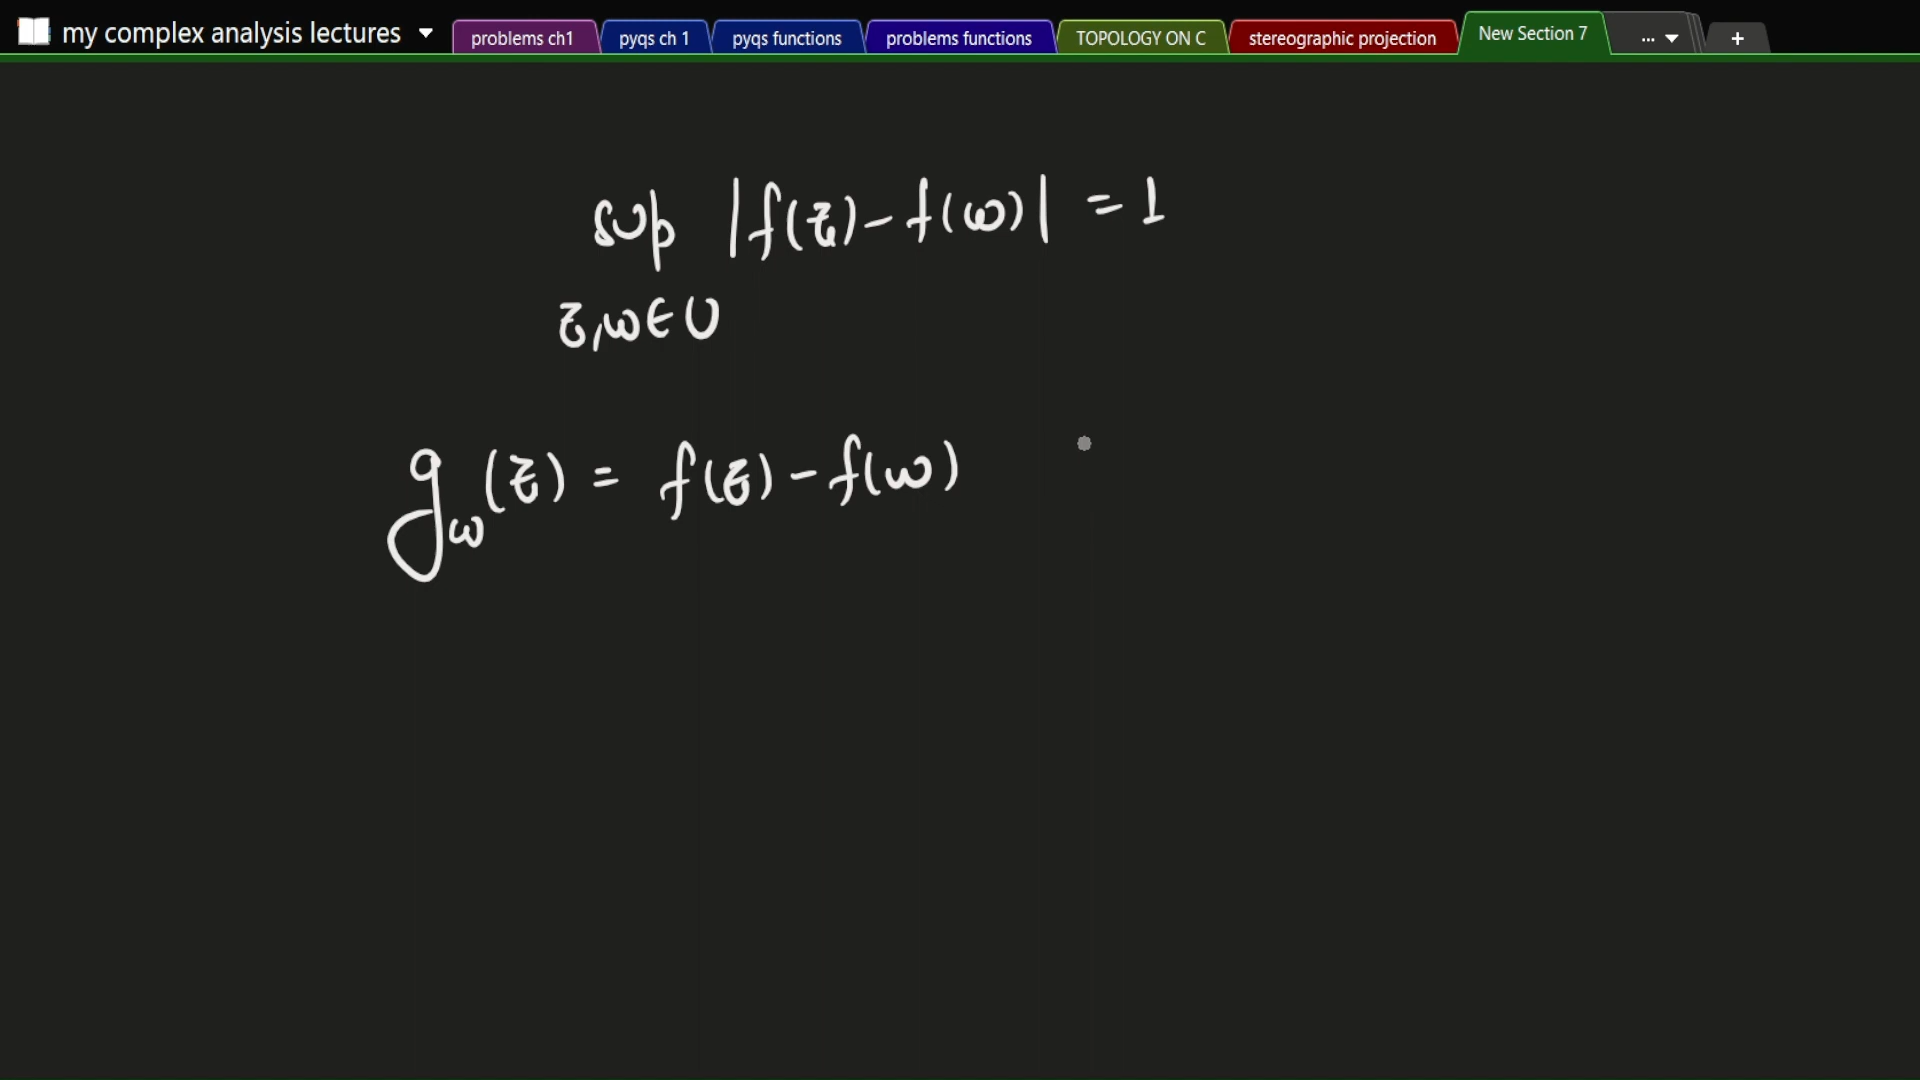 my complex analysis lectures
problems ch1 pyqs ch 1 pyqs functions problems functions TOPOLOGY ON C stereographic projection New Section 7 ... +
sup |f(z) - f(ω)| = 1
z, ω ∈ U
g_ω(z) = f(z) - f(ω)